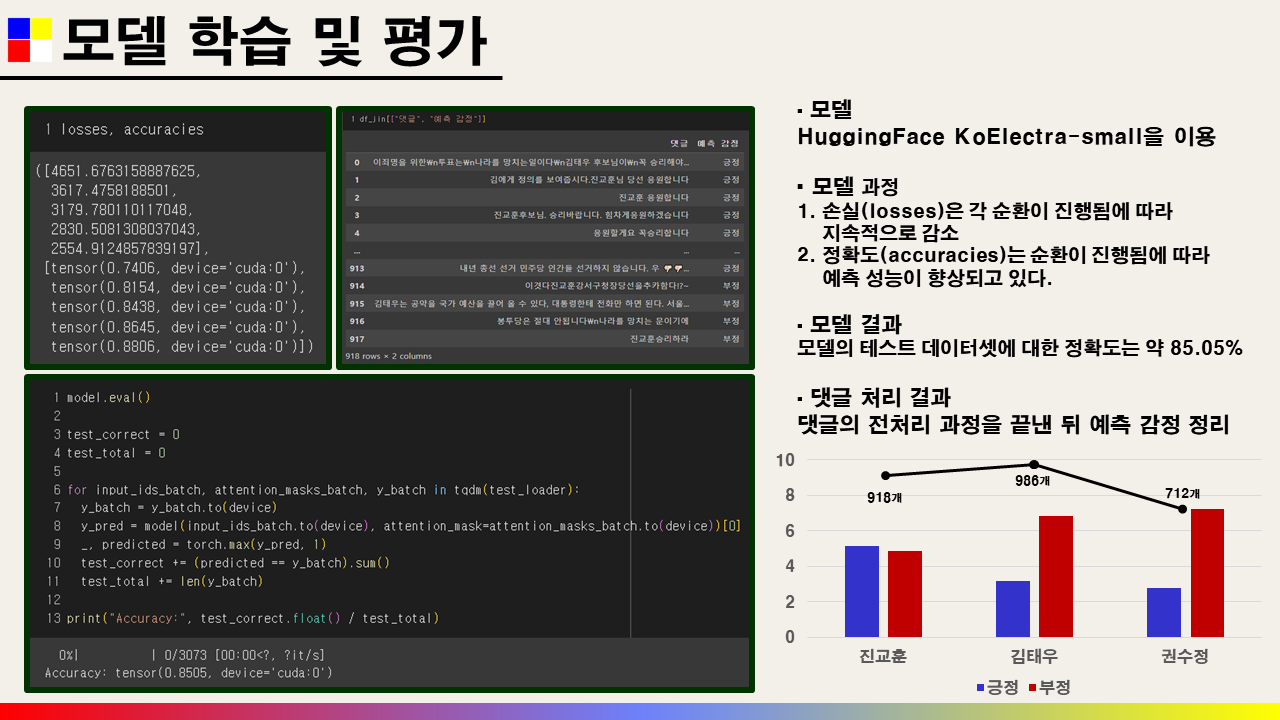 모델 학습 및 평가
1 losses, accuracies
([4651.6763158887625,
3617.4758188501,
3179.780110117048,
2830.5081308037043,
2554.9124857839197],
[tensor(0.7406, device='cuda:0'),
tensor(0.8154, device='cuda:0'),
tensor(0.8438, device='cuda:0'),
tensor(0.8645, device='cuda:0'),
tensor(0.8806, device='cuda:0')])
1 df_jin[["댓글", "예측 감정"]]
댓글 예측 감정
0 이죄명을 위한₩n투표는₩n나라를 망치는일이다₩n김태우 후보님이₩n꼭 승리해야... 긍정
1 김에게 정의를 보여줍시다.진교훈님 당선 응원합니다 긍정
2 진교훈 응원합니다 긍정
3 진교훈후보님. 승리바랍니다. 힘차게응원하겠습니다 긍정
4 응원할게요 꼭승리합니다 긍정
... ... ...
913 내년 총선 선거 민주당 인간들 선거하지 않습니다. 우 👎👎... 긍정
914 이것다진교훈강서구청장당선을추카함다!?~ 부정
915 김태우는 공약을 국가 예산을 끌어 올 수 있다, 대통령한테 전화만 하면 된다. 서울... 부정
916 봉투당은 절대 안됩니다₩n나라를 망치는 문이기에 부정
917 진교훈승리하라 부정
918 rows × 2 columns
1 model.eval()
2
3 test_correct = 0
4 test_total = 0
5
6 for input_ids_batch, attention_masks_batch, y_batch in tqdm(test_loader):
7 y_batch = y_batch.to(device)
8 y_pred = model(input_ids_batch.to(device), attention_mask=attention_masks_batch.to(device))[0]
9 _, predicted = torch.max(y_pred, 1)
10 test_correct += (predicted == y_batch).sum()
11 test_total += len(y_batch)
12
13 print("Accuracy:", test_correct.float() / test_total)
0%| | 0/3073 [00:00<?, ?it/s]
Accuracy: tensor(0.8505, device='cuda:0')
▪ 모델
HuggingFace KoElectra-small을 이용
▪ 모델 과정
1. 손실(losses)은 각 순환이 진행됨에 따라
지속적으로 감소
2. 정확도(accuracies)는 순환이 진행됨에 따라
예측 성능이 향상되고 있다.
▪ 모델 결과
모델의 테스트 데이터셋에 대한 정확도는 약 85.05%
▪ 댓글 처리 결과
댓글의 전처리 과정을 끝낸 뒤 예측 감정 정리
10
8
6
4
2
0
918개
986개
712개
진교훈 김태우 권수정
긍정 부정